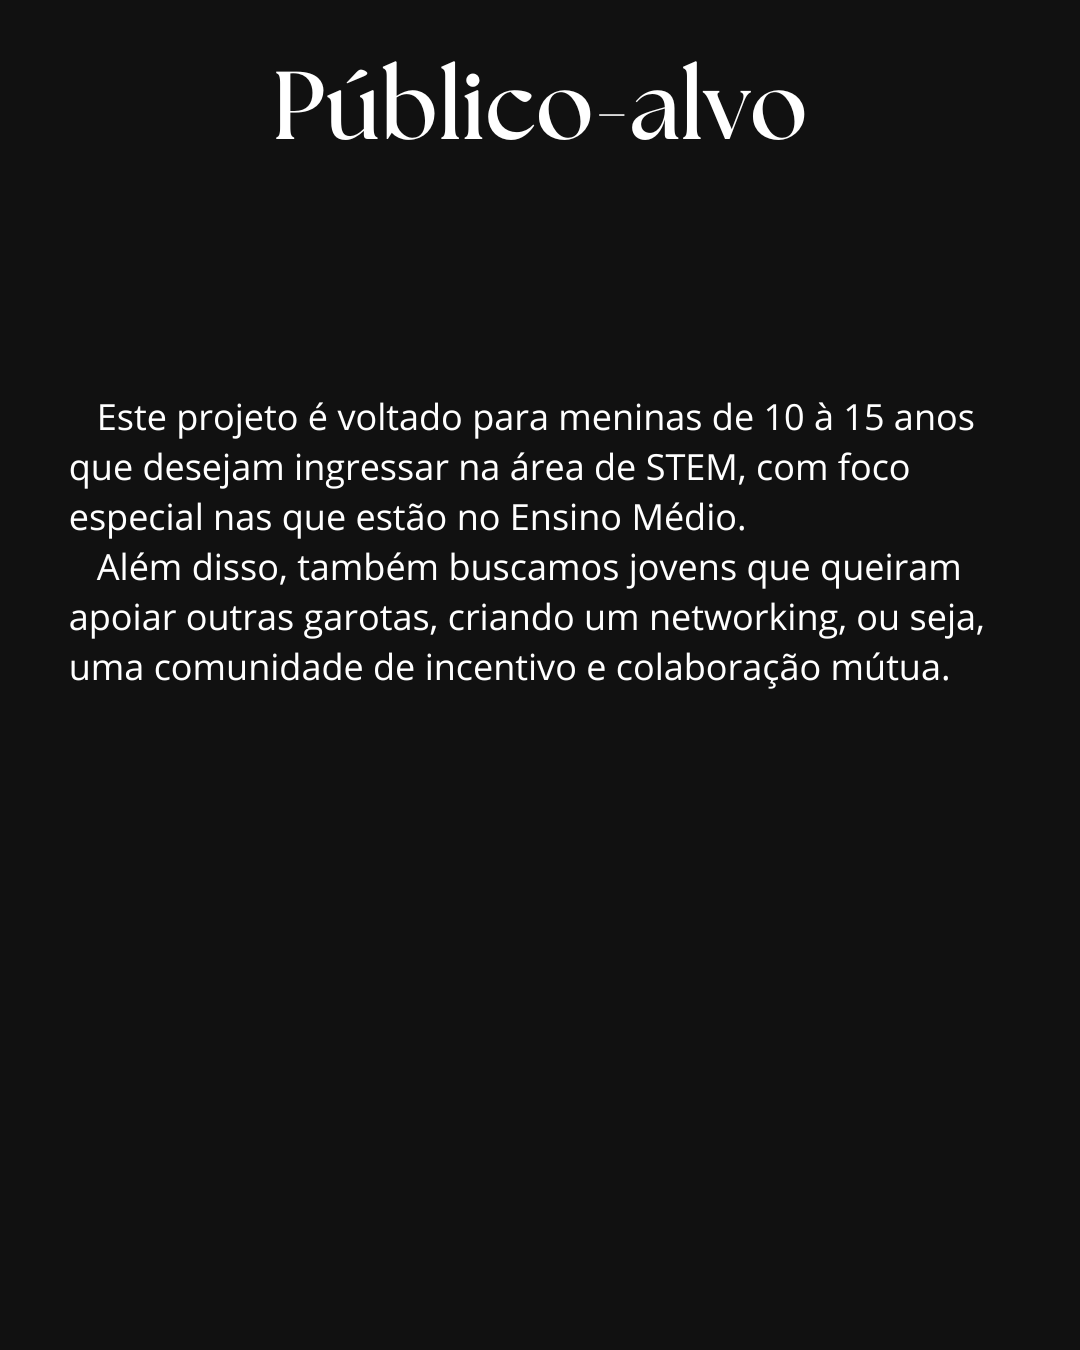 Público-alvo
Este projeto é voltado para meninas de 10 à 15 anos
que desejam ingressar na área de STEM, com foco
especial nas que estão no Ensino Médio.
Além disso, também buscamos jovens que queiram
apoiar outras garotas, criando um networking, ou seja,
uma comunidade de incentivo e colaboração mútua.